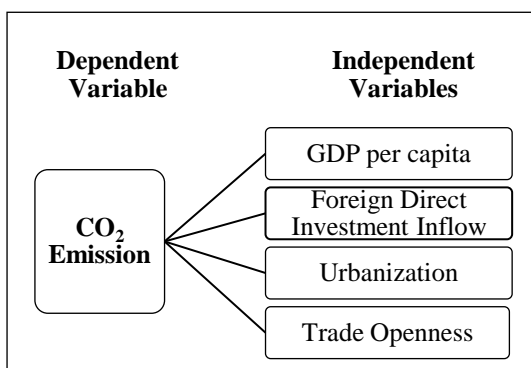 Dependent
Variable
Independent
Variables
CO₂
Emission
GDP per capita
Foreign Direct
Investment Inflow
Urbanization
Trade Openness